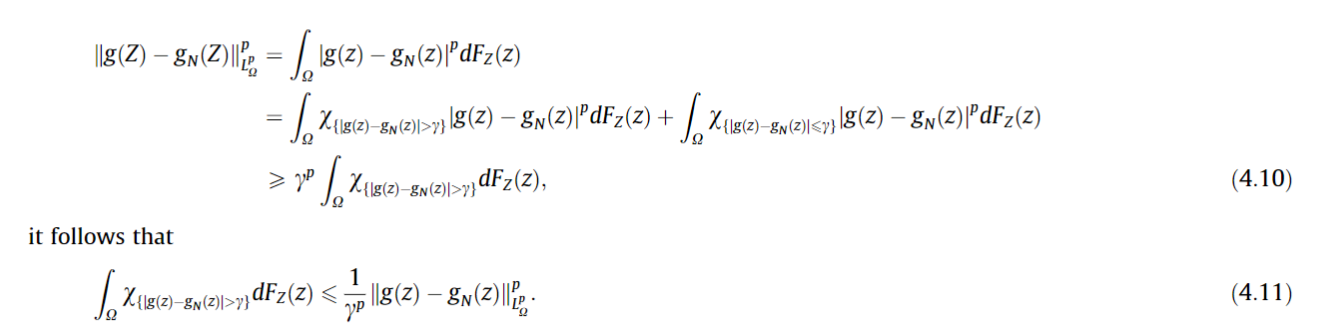 ‖g(Z) − g_N(Z)‖^p_{L^p_Ω} = ∫_Ω |g(z) − g_N(z)|^p dF_Z(z)
= ∫_Ω χ_{{|g(z)−g_N(z)|>γ}} |g(z) − g_N(z)|^p dF_Z(z) + ∫_Ω χ_{{|g(z)−g_N(z)|⩽γ}} |g(z) − g_N(z)|^p dF_Z(z)
⩾ γ^p ∫_Ω χ_{{|g(z)−g_N(z)|>γ}} dF_Z(z), (4.10)
it follows that
∫_Ω χ_{{|g(z)−g_N(z)|>γ}} dF_Z(z) ⩽ \frac{1}{γ^p} ‖g(z) − g_N(z)‖^p_{L^p_Ω}. (4.11)